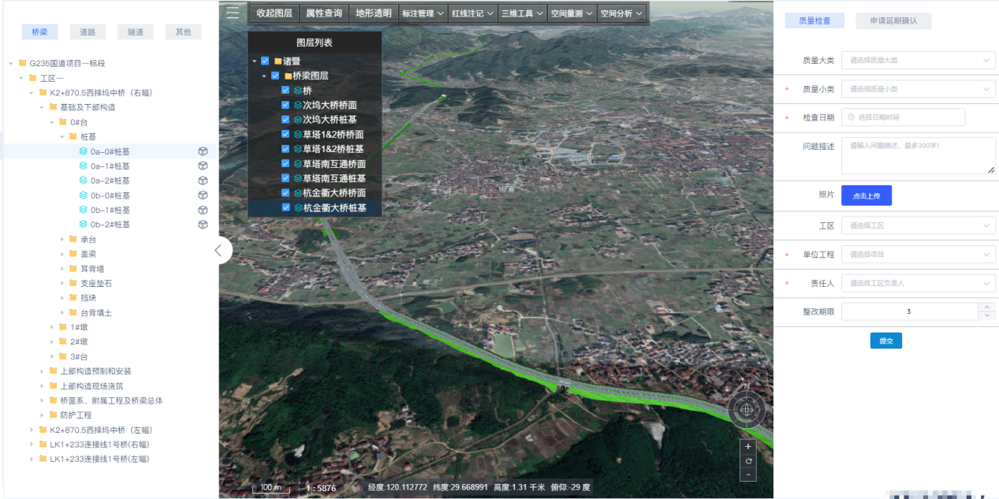 桥梁 道路 隧道 其他
G235国道项目一标段
工区一
K2+870.5西择坞中桥（右幅）
基础及下部构造
0#台
桩基
0a-0#桩基
0a-1#桩基
0a-2#桩基
0b-0#桩基
0b-1#桩基
0b-2#桩基
承台
盖梁
耳背墙
支座垫石
挡块
台背填土
1#墩
2#墩
3#台
上部构造预制和安装
上部构造现场浇筑
桥面系、附属工程及桥梁总体
防护工程
K2+870.5西择坞中桥（左幅）
LK1+233连接线1号桥(右幅)
LK1+233连接线1号桥(左幅)
收起图层 属性查询 地形透明 标注管理 红线注记 三维工具 空间量测 空间分析
图层列表
诸暨
桥梁图层
桥
次坞大桥桥面
次坞大桥桩基
草塔1&2桥桥面
草塔1&2桥桩基
草塔南互通桥面
草塔南互通桩基
杭金衢大桥桥面
杭金衢大桥桩基
N
+
-
100 m 1 : 5876 经度:120.112772 纬度:29.668991 高度:1.31 千米 俯仰:-29 度
质量检查 申请延期确认
质量大类 请选择质量大类
* 质量小类 请选择质量小类
* 检查日期 选择日期时间
问题描述 请输入问题描述，最多300字！
照片 点击上传
工区 请选择工区
* 单位工程 请选择项目
* 责任人 请选择工区负责人
整改期限 3
提交